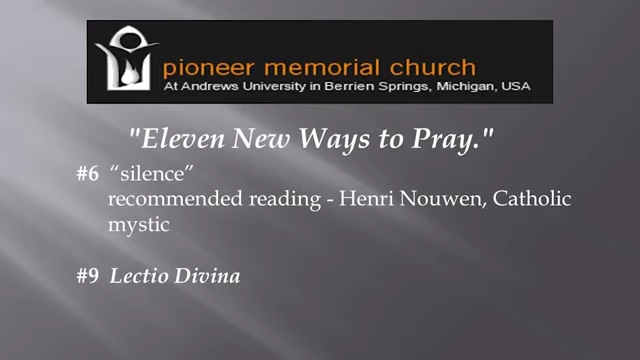 pioneer memorial church
At Andrews University in Berrien Springs, Michigan, USA
"Eleven New Ways to Pray."
#6 “silence”
recommended reading - Henri Nouwen, Catholic
mystic
#9 Lectio Divina